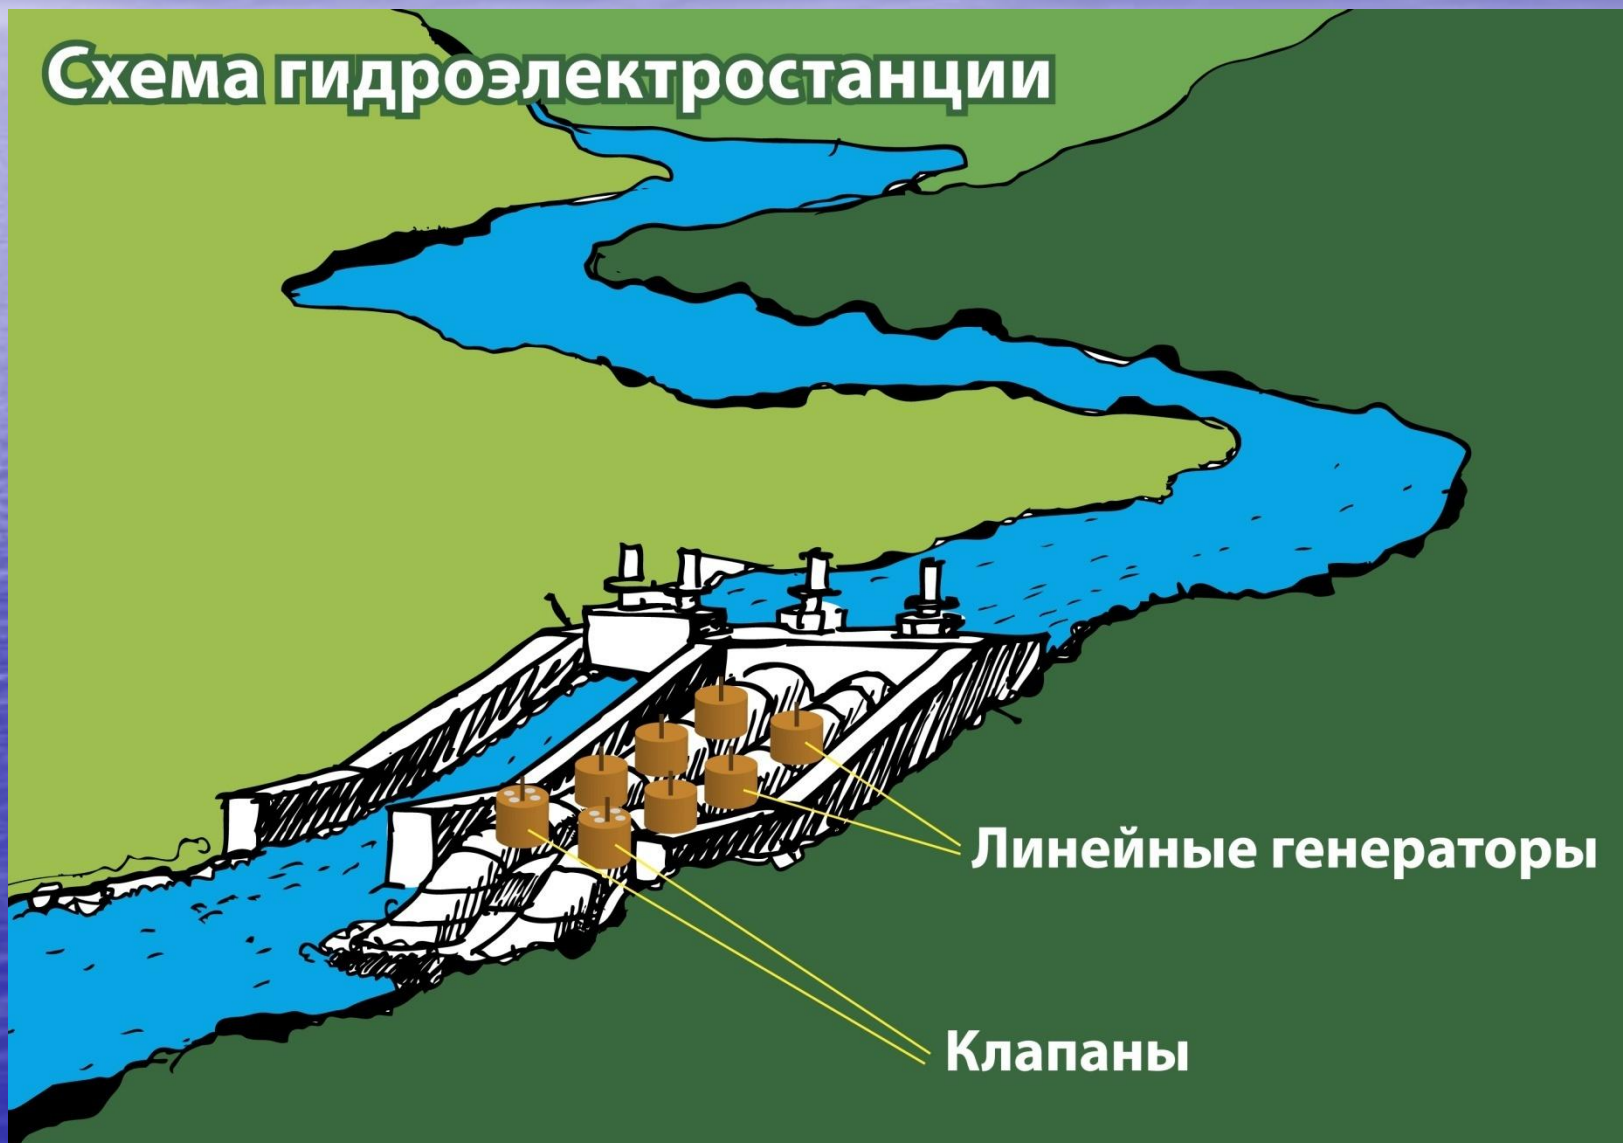 Схема гидроэлектростанции
Линейные генераторы
Клапаны